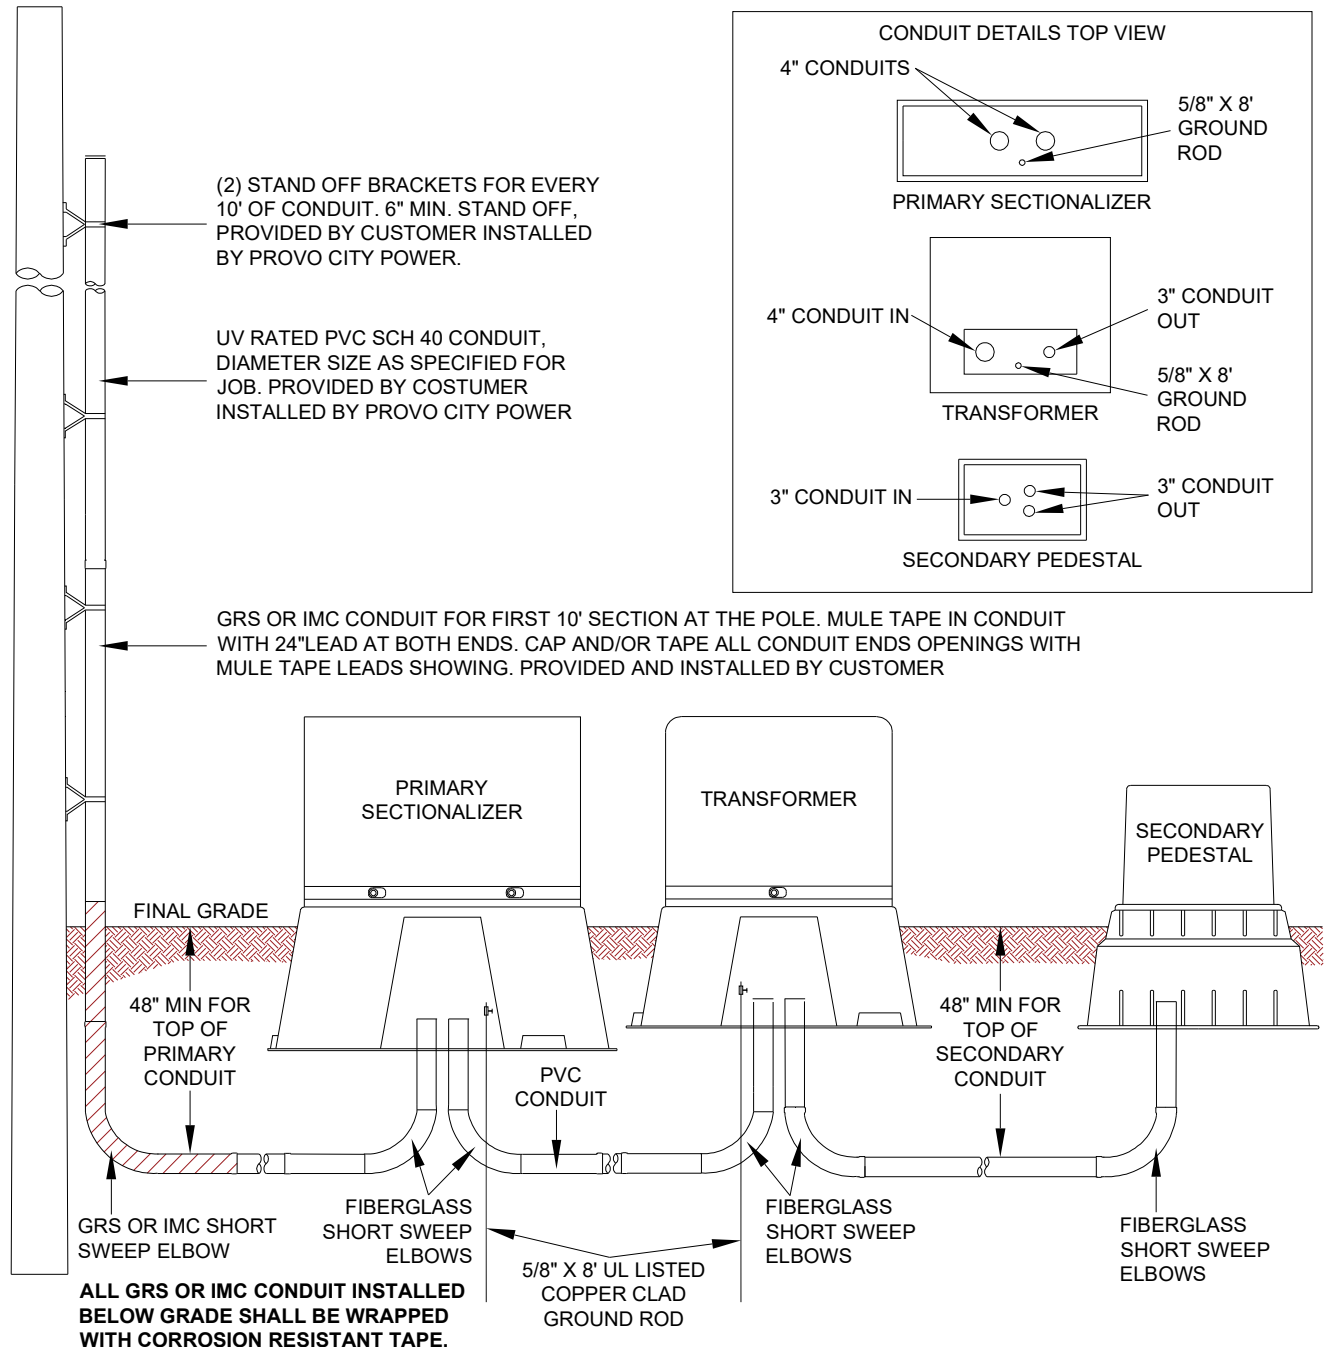 CONDUIT DETAILS TOP VIEW
4" CONDUITS
5/8" X 8'
GROUND
ROD
PRIMARY SECTIONALIZER
4" CONDUIT IN
3" CONDUIT
OUT
5/8" X 8'
GROUND
ROD
TRANSFORMER
3" CONDUIT IN
3" CONDUIT
OUT
SECONDARY PEDESTAL
(2) STAND OFF BRACKETS FOR EVERY
10' OF CONDUIT. 6" MIN. STAND OFF,
PROVIDED BY CUSTOMER INSTALLED
BY PROVO CITY POWER.
UV RATED PVC SCH 40 CONDUIT,
DIAMETER SIZE AS SPECIFIED FOR
JOB. PROVIDED BY COSTUMER
INSTALLED BY PROVO CITY POWER
GRS OR IMC CONDUIT FOR FIRST 10' SECTION AT THE POLE. MULE TAPE IN CONDUIT
WITH 24"LEAD AT BOTH ENDS. CAP AND/OR TAPE ALL CONDUIT ENDS OPENINGS WITH
MULE TAPE LEADS SHOWING. PROVIDED AND INSTALLED BY CUSTOMER
PRIMARY
SECTIONALIZER
TRANSFORMER
SECONDARY
PEDESTAL
FINAL GRADE
48" MIN FOR
TOP OF
PRIMARY
CONDUIT
PVC
CONDUIT
48" MIN FOR
TOP OF
SECONDARY
CONDUIT
GRS OR IMC SHORT
SWEEP ELBOW
FIBERGLASS
SHORT SWEEP
ELBOWS
5/8" X 8' UL LISTED
COPPER CLAD
GROUND ROD
FIBERGLASS
SHORT SWEEP
ELBOWS
FIBERGLASS
SHORT SWEEP
ELBOWS
ALL GRS OR IMC CONDUIT INSTALLED
BELOW GRADE SHALL BE WRAPPED
WITH CORROSION RESISTANT TAPE.